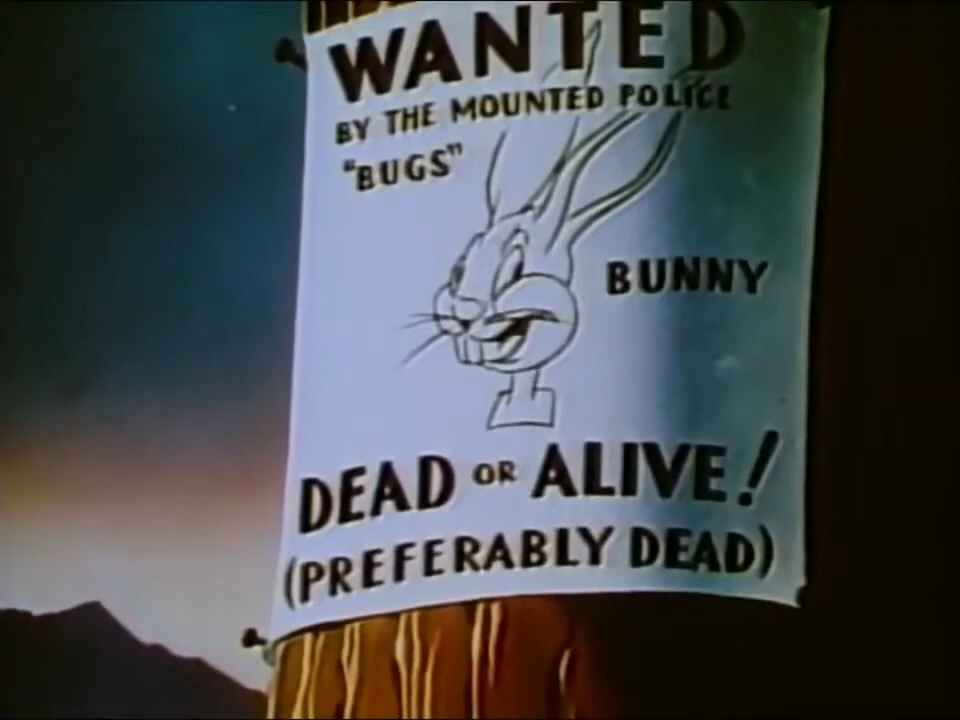 WANTED
BY THE MOUNTED POLICE
"BUGS"
BUNNY
DEAD OR ALIVE!
(PREFERABLY DEAD)